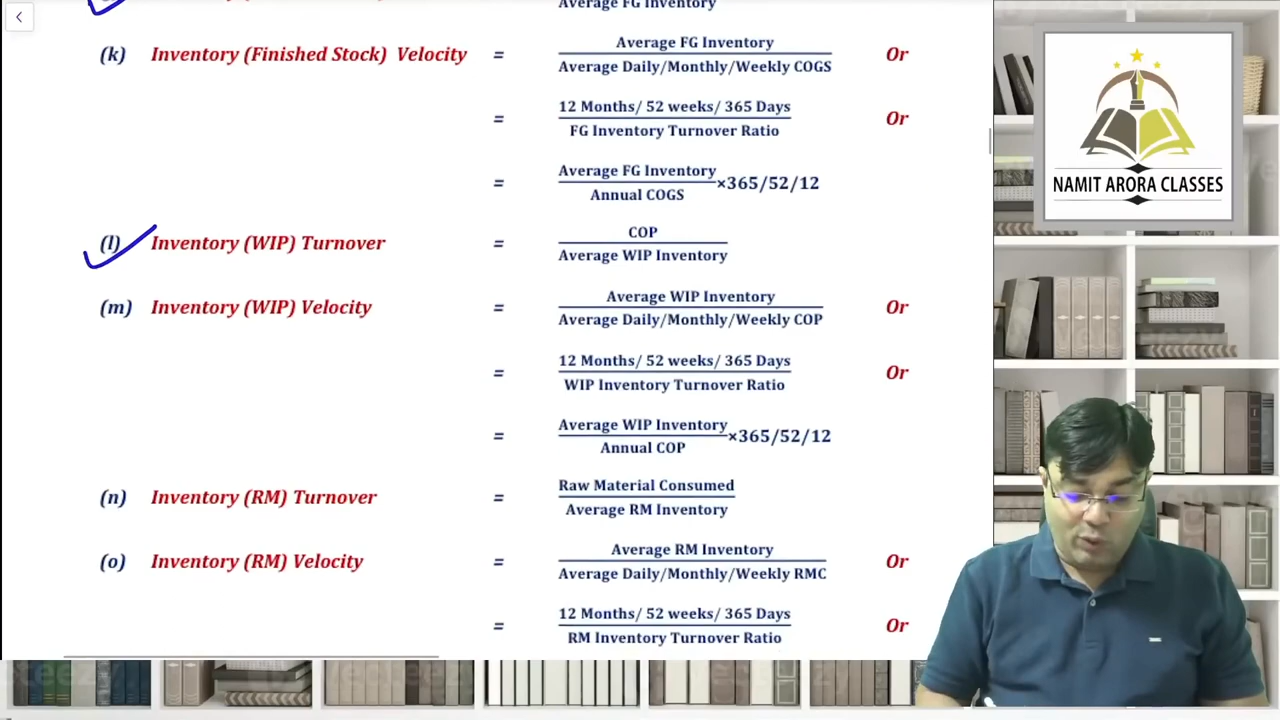 Average FG Inventory
(k) Inventory (Finished Stock) Velocity = Average FG Inventory Or
Average Daily/Monthly/Weekly COGS
= 12 Months/ 52 weeks/ 365 Days Or
FG Inventory Turnover Ratio
= Average FG Inventory ×365/52/12
Annual COGS
(l) Inventory (WIP) Turnover = COP
Average WIP Inventory
(m) Inventory (WIP) Velocity = Average WIP Inventory Or
Average Daily/Monthly/Weekly COP
= 12 Months/ 52 weeks/ 365 Days Or
WIP Inventory Turnover Ratio
= Average WIP Inventory ×365/52/12
Annual COP
(n) Inventory (RM) Turnover = Raw Material Consumed
Average RM Inventory
(o) Inventory (RM) Velocity = Average RM Inventory Or
Average Daily/Monthly/Weekly RMC
= 12 Months/ 52 weeks/ 365 Days Or
RM Inventory Turnover Ratio
NAMIT ARORA CLASSES